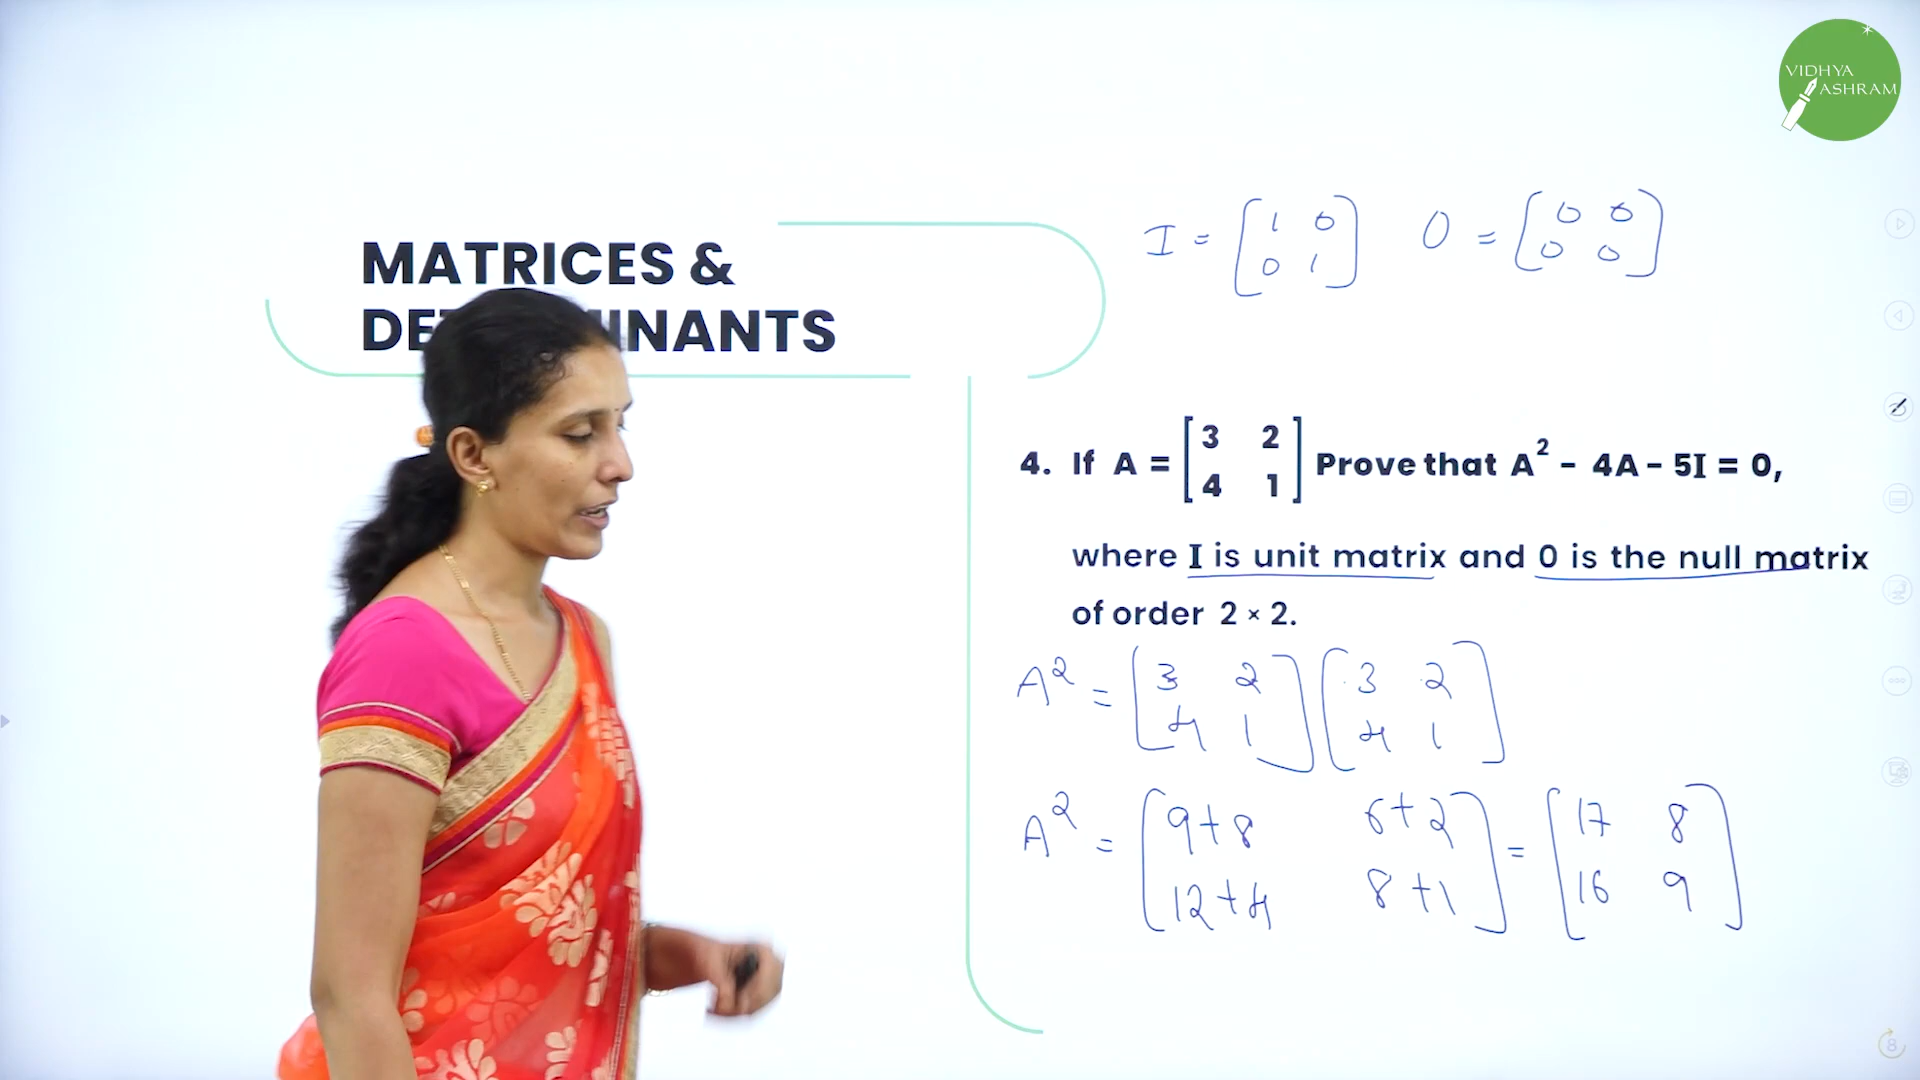 VIDHYA
ASHRAM
MATRICES &
DETERMINANTS
I = [1 0
0 1] 0 = [0 0
0 0]
4. If A = [3 2
4 1] Prove that A² - 4A - 5I = 0,
where I is unit matrix and 0 is the null matrix
of order 2 × 2.
A² = [3 2
4 1] [3 2
4 1]
A² = [9+8 6+2
12+4 8+1] = [17 8
16 9]
8